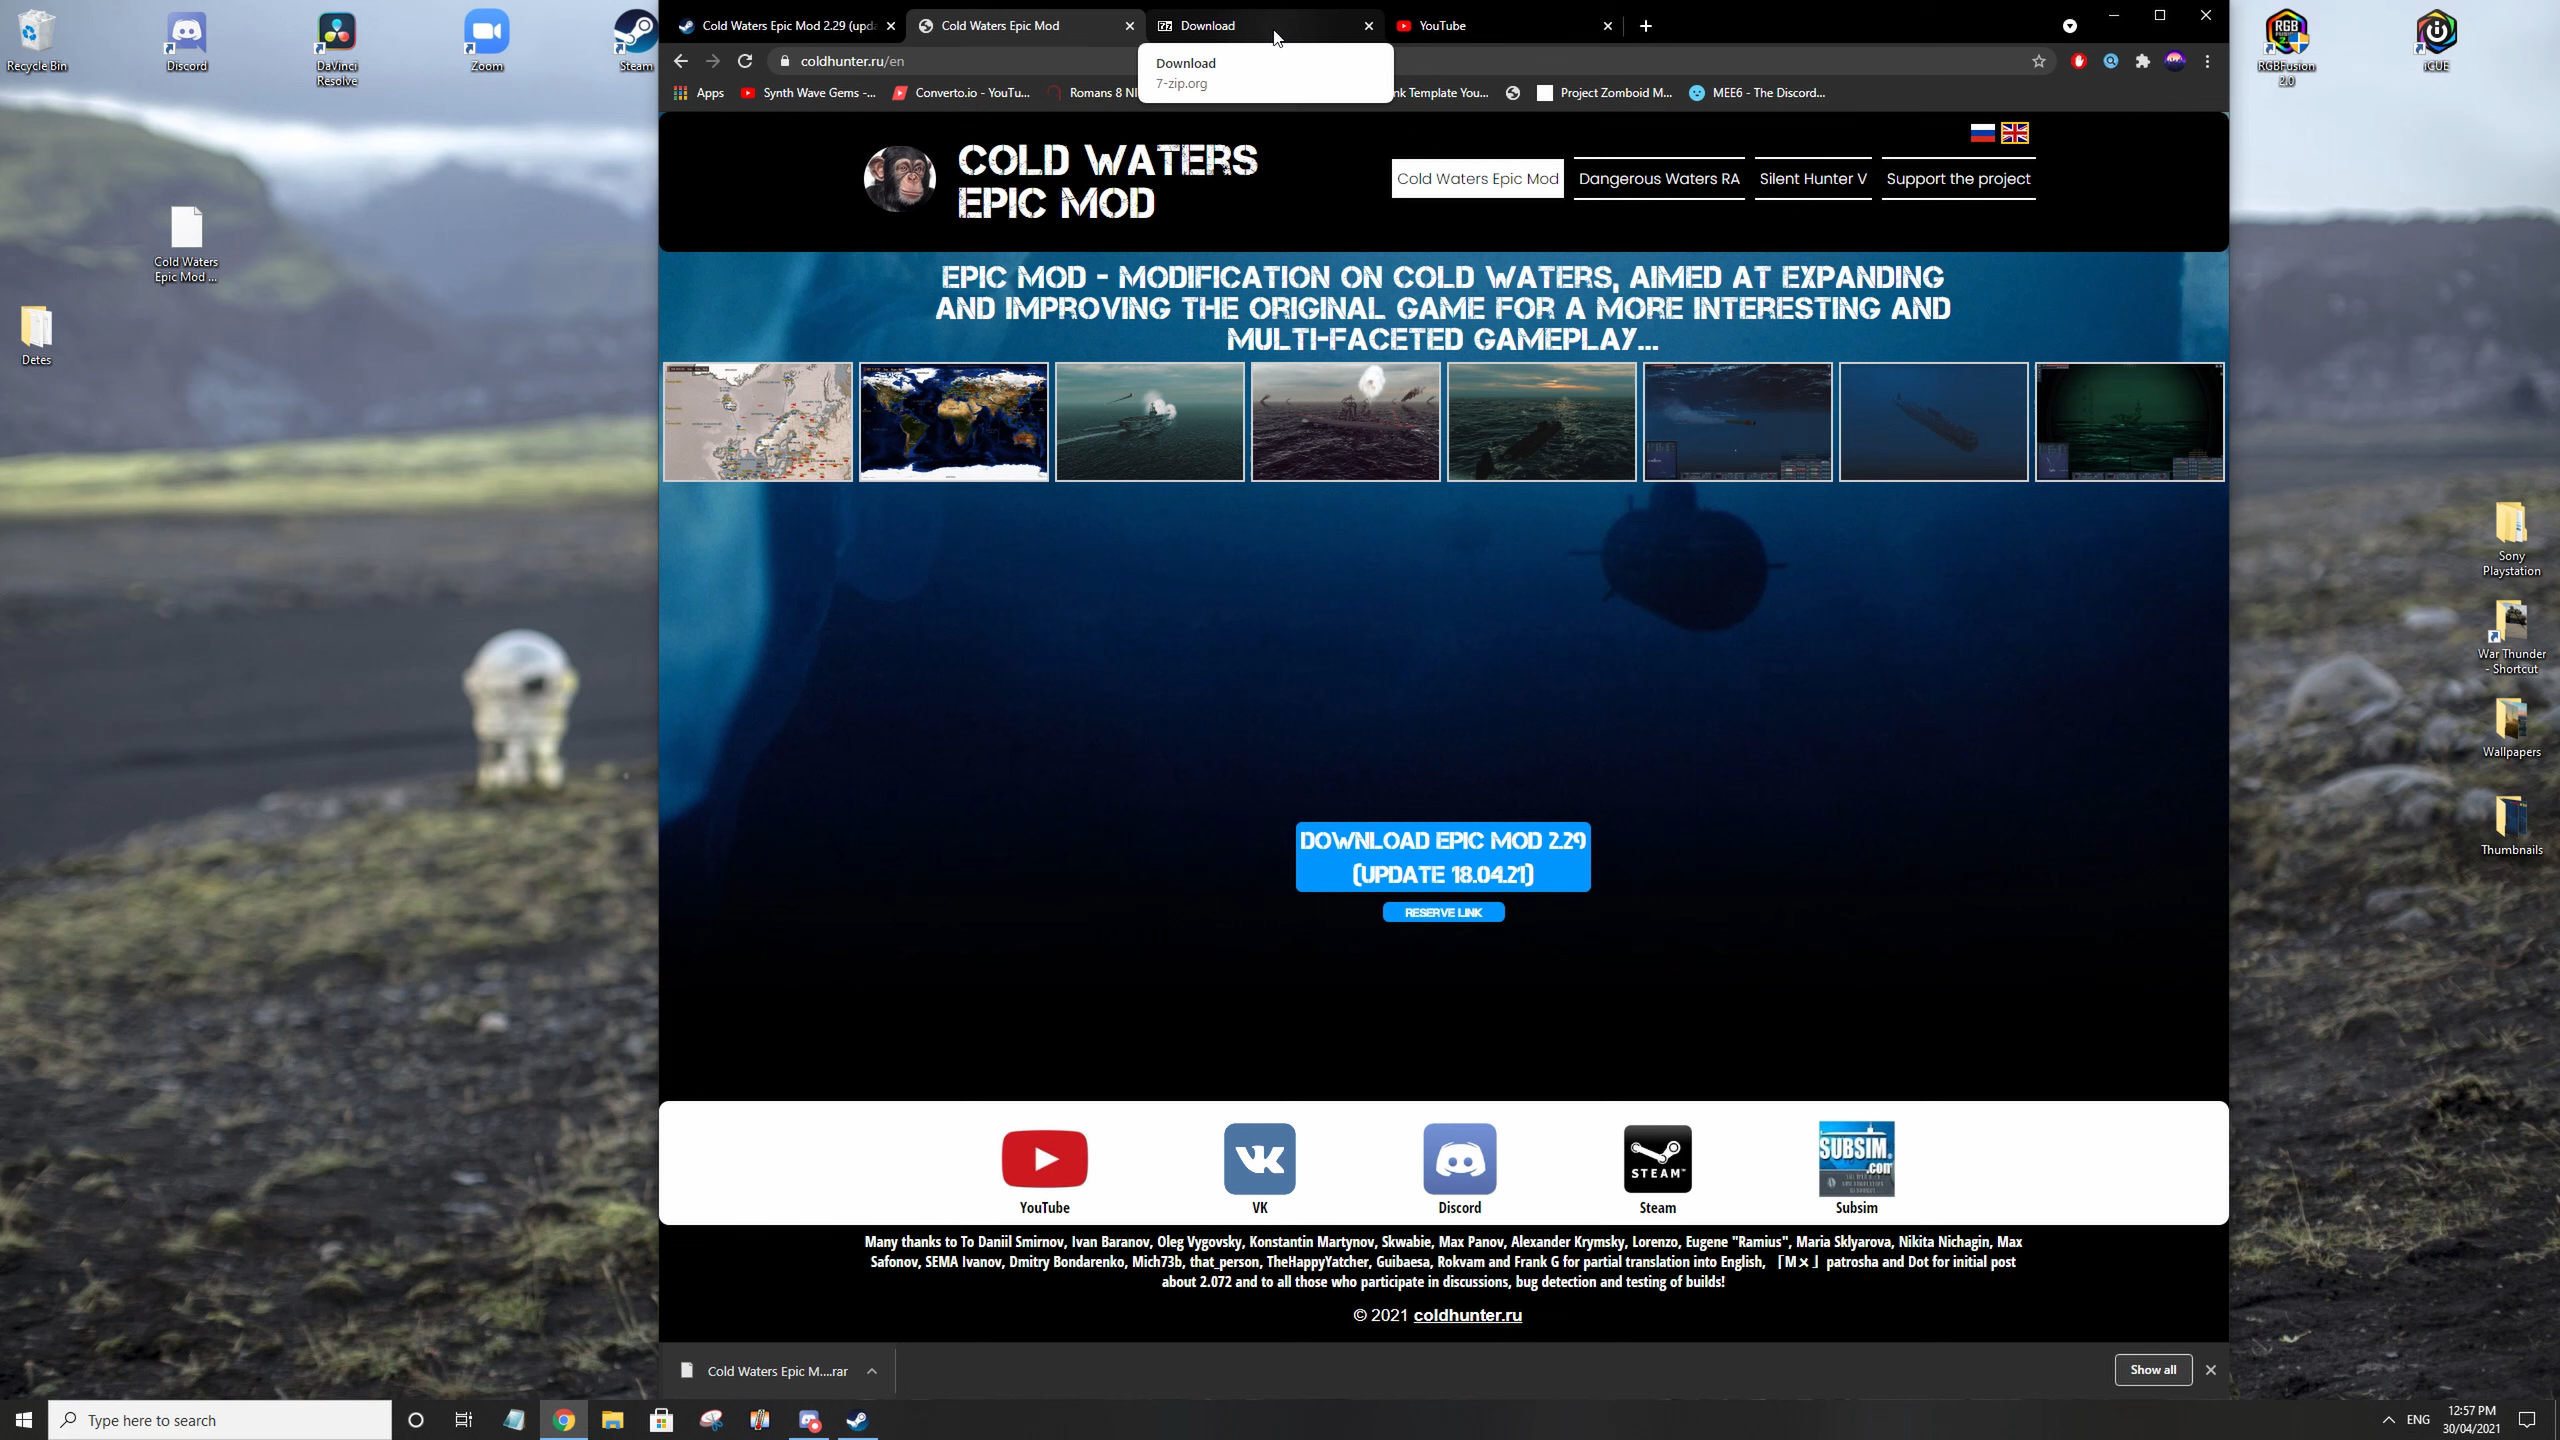 Recycle Bin
Discord
DaVinci
Resolve
Zoom
Steam
Cold Waters
Epic Mod ...
Detes
Cold Waters Epic Mod 2.29 (upda
Cold Waters Epic Mod
Download
YouTube
coldhunter.ru/en
Download
7-zip.org
Apps
Synth Wave Gems -...
Converto.io - YouTu...
Romans 8 NI
nk Template You...
Project Zomboid M...
MEE6 - The Discord...
RGBFusion
2.0
iCUE
COLD WATERS
EPIC MOD
Cold Waters Epic Mod
Dangerous Waters RA
Silent Hunter V
Support the project
EPIC MOD - MODIFICATION ON COLD WATERS, AIMED AT EXPANDING
AND IMPROVING THE ORIGINAL GAME FOR A MORE INTERESTING AND
MULTI-FACETED GAMEPLAY...
DOWNLOAD EPIC MOD 2.29
(UPDATE 18.04.21)
RESERVE LINK
Sony
Playstation
War Thunder
- Shortcut
Wallpapers
Thumbnails
STEAM™
SUBSIM.
.com
YouTube
VK
Discord
Steam
Subsim
Many thanks to To Daniil Smirnov, Ivan Baranov, Oleg Vygovsky, Konstantin Martynov, Skwabie, Max Panov, Alexander Krymsky, Lorenzo, Eugene "Ramius", Maria Sklyarova, Nikita Nichagin, Max
Safonov, SEMA Ivanov, Dmitry Bondarenko, Mich73b, that_person, TheHappyYatcher, Guibaesa, Rokvam and Frank G for partial translation into English, 「M×」 patrosha and Dot for initial post
about 2.072 and to all those who participate in discussions, bug detection and testing of builds!
© 2021 coldhunter.ru
Cold Waters Epic M....rar
Show all
Type here to search
ENG
12:57 PM
30/04/2021